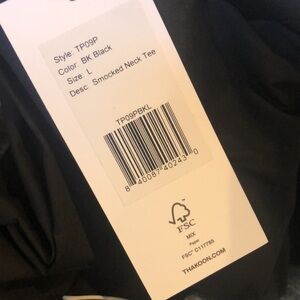 Style: TP09P
Color: BK Black
Size: L
Desc: Smocked Neck Tee
TP09PBKL
8 40087 40243 0
FSC
MIX
Paper
FSC® C117785
THAKOON.COM